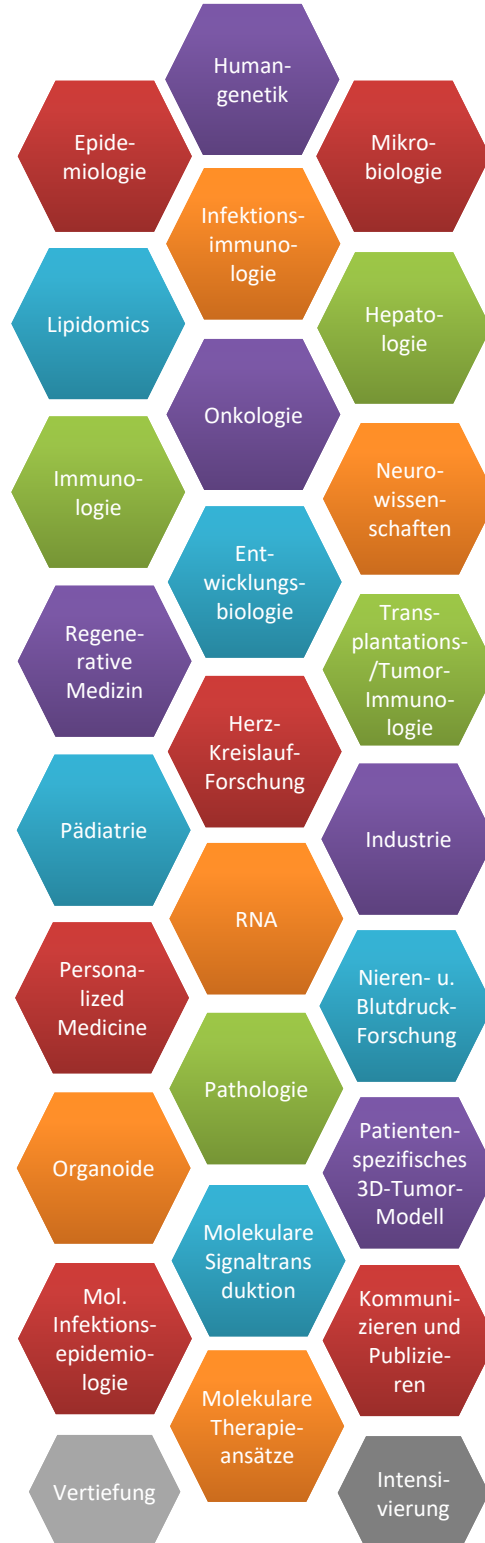 Human-
genetik
Epide-
miologie
Mikro-
biologie
Infektions-
immuno-
logie
Lipidomics
Hepato-
logie
Onkologie
Immuno-
logie
Neuro-
wissen-
schaften
Ent-
wicklungs-
biologie
Regene-
rative
Medizin
Trans-
plantations-
/Tumor-
Immuno-
logie
Herz-
Kreislauf-
Forschung
Pädiatrie
Industrie
RNA
Persona-
lized
Medicine
Nieren- u.
Blutdruck-
Forschung
Pathologie
Organoide
Patienten-
spezifisches
3D-Tumor-
Modell
Molekulare
Signaltrans
duktion
Mol.
Infektions-
epidemio-
logie
Kommuni-
zieren und
Publizie-
ren
Molekulare
Therapie-
ansätze
Vertiefung
Intensi-
vierung